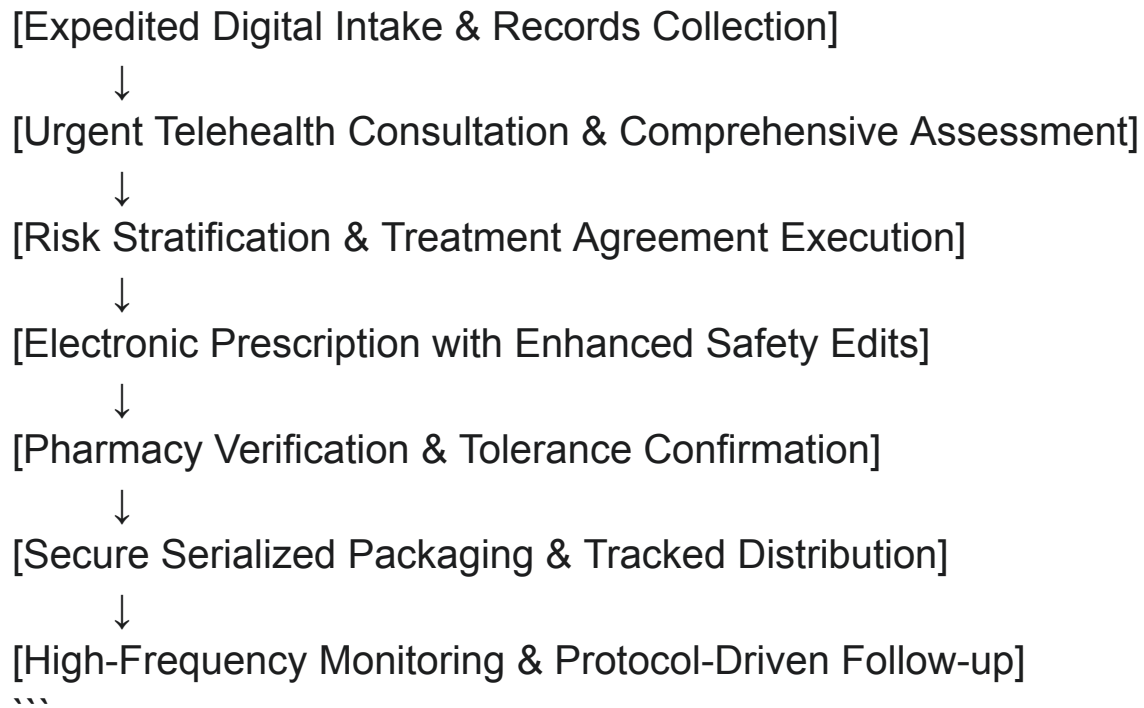 [Expedited Digital Intake & Records Collection]
↓
[Urgent Telehealth Consultation & Comprehensive Assessment]
↓
[Risk Stratification & Treatment Agreement Execution]
↓
[Electronic Prescription with Enhanced Safety Edits]
↓
[Pharmacy Verification & Tolerance Confirmation]
↓
[Secure Serialized Packaging & Tracked Distribution]
↓
[High-Frequency Monitoring & Protocol-Driven Follow-up]
```